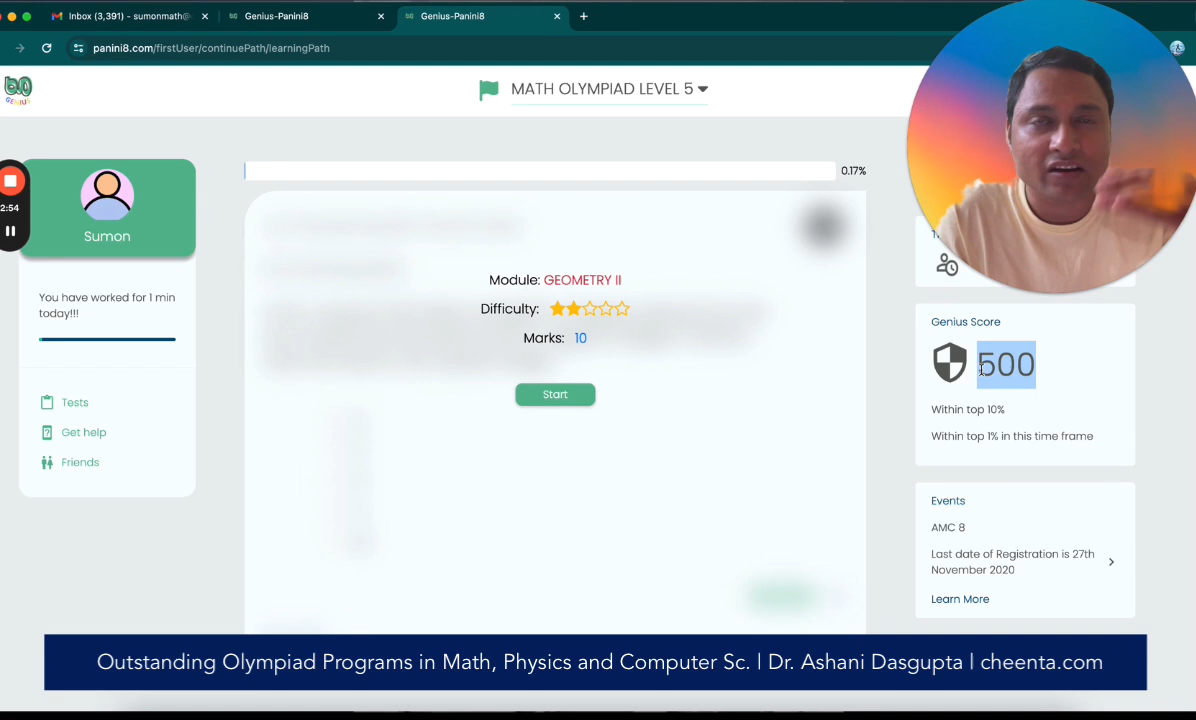 Inbox (3,391) - sumonmath@
Genius-Panini8
Genius-Panini8
panini8.com/firstUser/continuePath/learningPath
GENIUS
MATH OLYMPIAD LEVEL 5
0.17%
2:54
Sumon
You have worked for 1 min
today!!!
Tests
Get help
Friends
Module: GEOMETRY II
Difficulty:
Marks: 10
Start
Genius Score
500
Within top 10%
Within top 1% in this time frame
Events
AMC 8
Last date of Registration is 27th
November 2020
Learn More
Outstanding Olympiad Programs in Math, Physics and Computer Sc. | Dr. Ashani Dasgupta | cheenta.com